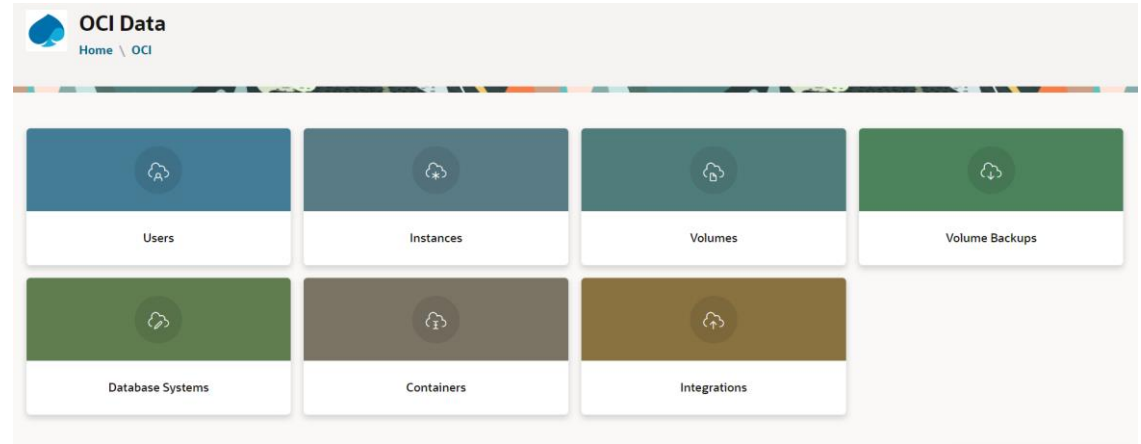 OCI Data
Home \ OCI
Users
Instances
Volumes
Volume Backups
Database Systems
Containers
Integrations